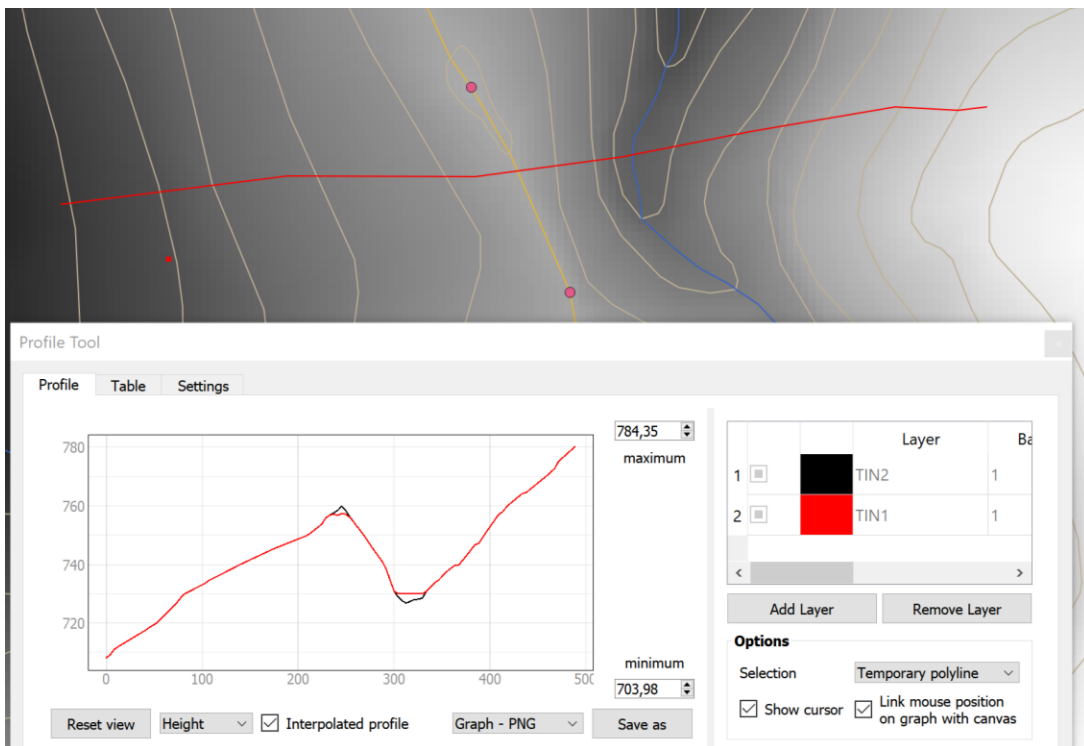 Profile Tool
Profile Table Settings
780
760
740
720
0 100 200 300 400 500
784,35
maximum
minimum
703,98
Layer Ba
1 TIN2 1
2 TIN1 1
Add Layer Remove Layer
Options
Selection Temporary polyline
Show cursor Link mouse position
on graph with canvas
Reset view Height Interpolated profile Graph - PNG Save as